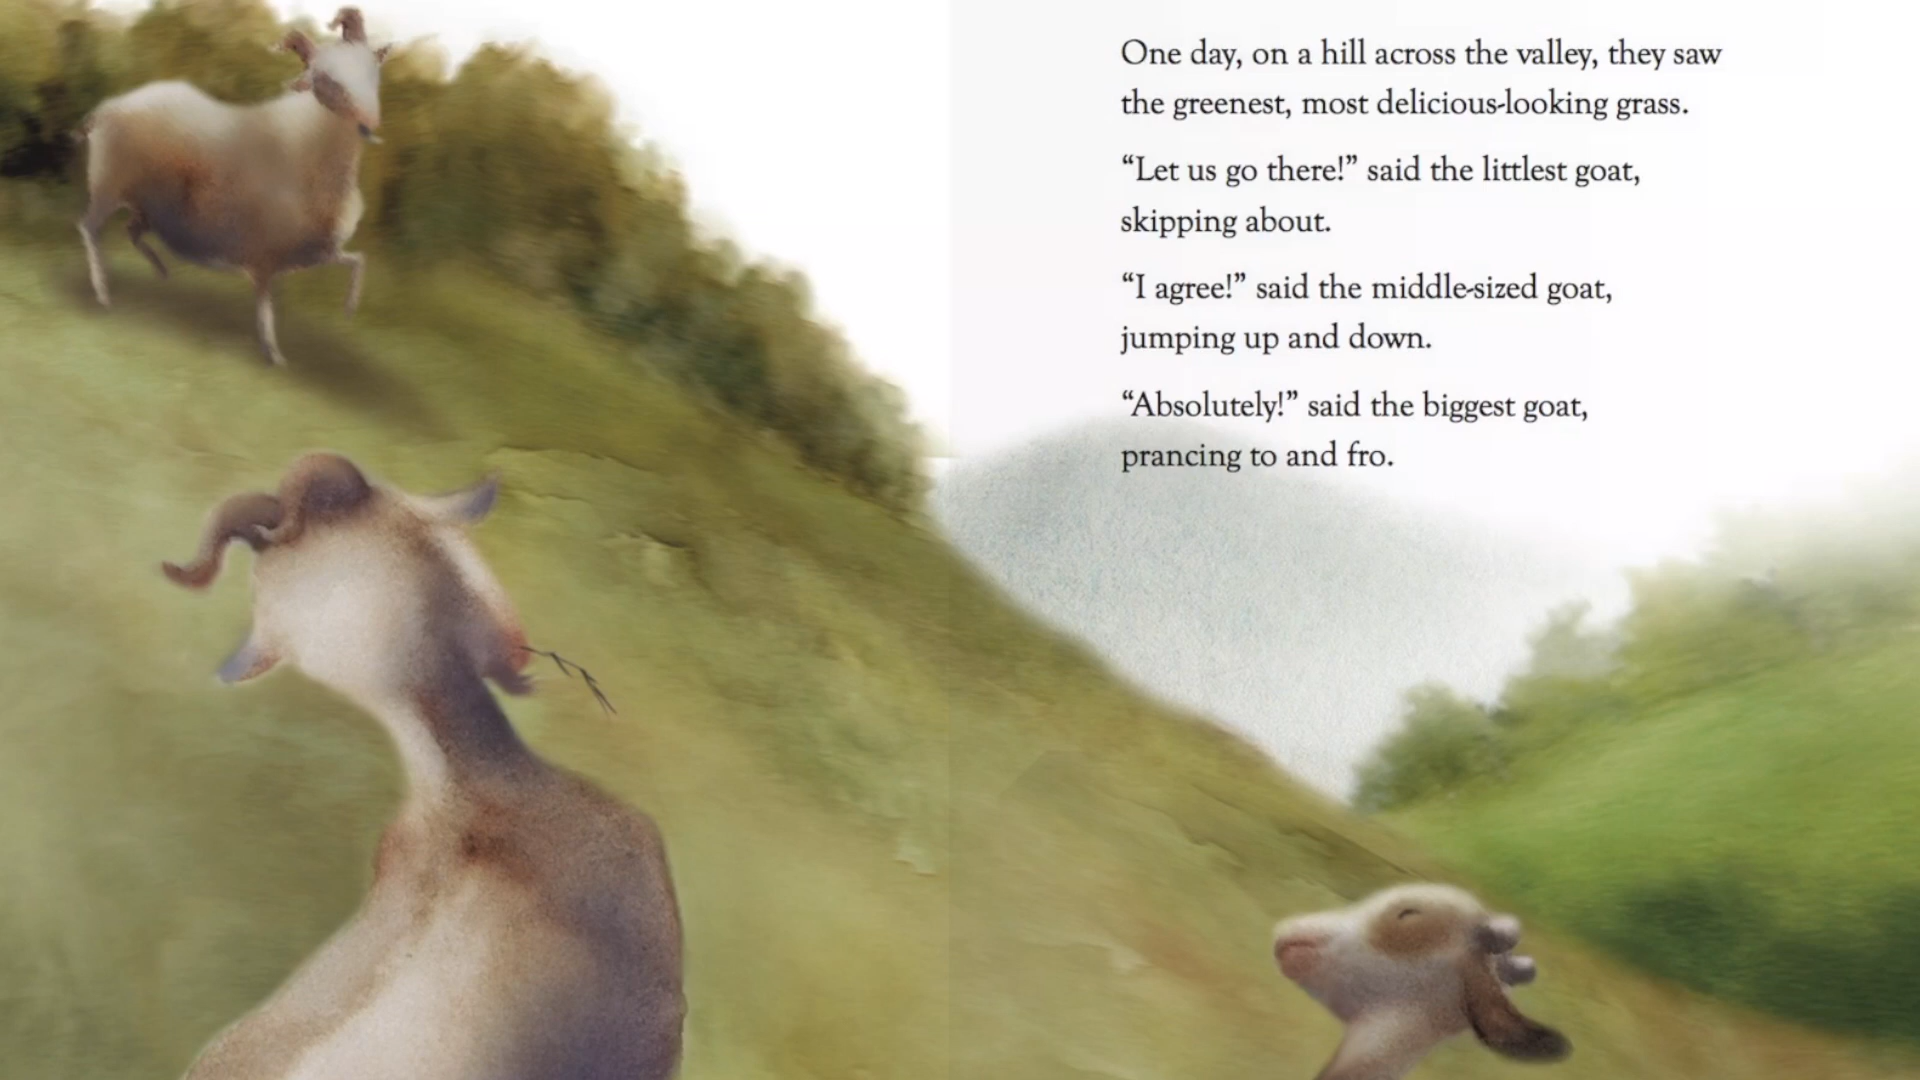 One day, on a hill across the valley, they saw
the greenest, most delicious-looking grass.
“Let us go there!” said the littlest goat,
skipping about.
“I agree!” said the middle-sized goat,
jumping up and down.
“Absolutely!” said the biggest goat,
prancing to and fro.